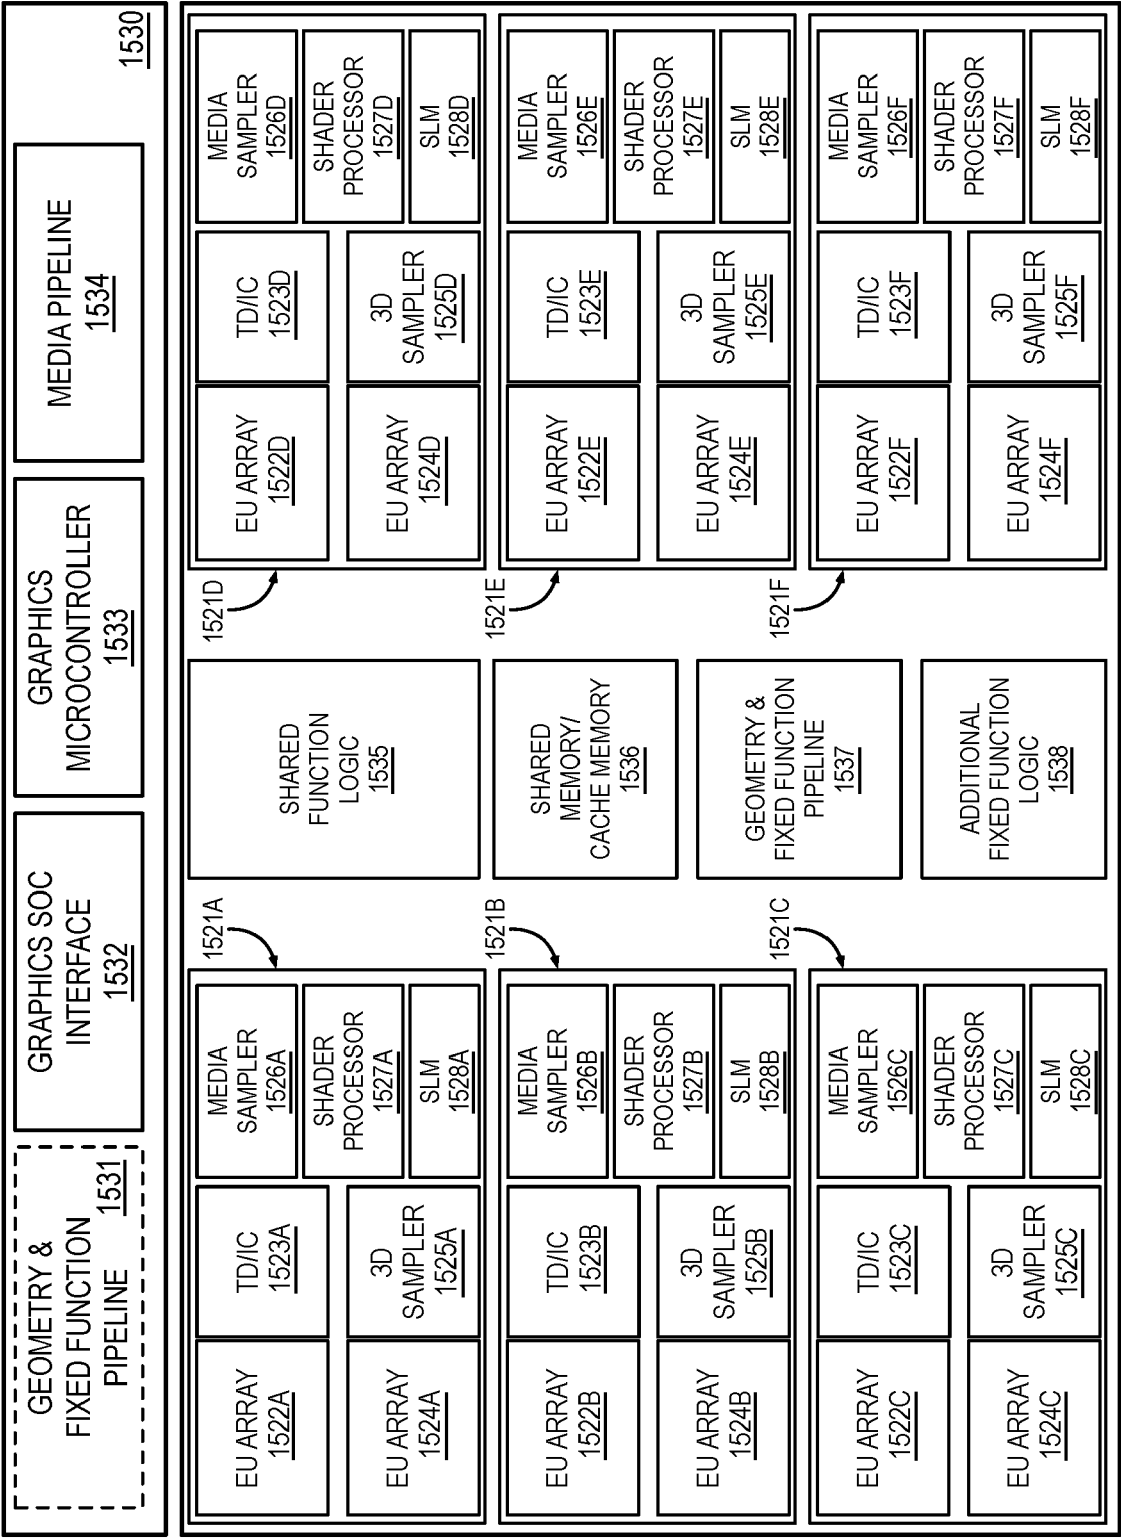 1530
GEOMETRY &
FIXED FUNCTION
PIPELINE
1531
GRAPHICS SOC
INTERFACE
1532
GRAPHICS
MICROCONTROLLER
1533
MEDIA PIPELINE
1534
1521A
EU ARRAY
1522A
TD/IC
1523A
EU ARRAY
1524A
3D
SAMPLER
1525A
MEDIA
SAMPLER
1526A
SHADER
PROCESSOR
1527A
SLM
1528A
1521B
EU ARRAY
1522B
TD/IC
1523B
EU ARRAY
1524B
3D
SAMPLER
1525B
MEDIA
SAMPLER
1526B
SHADER
PROCESSOR
1527B
SLM
1528B
1521C
EU ARRAY
1522C
TD/IC
1523C
EU ARRAY
1524C
3D
SAMPLER
1525C
MEDIA
SAMPLER
1526C
SHADER
PROCESSOR
1527C
SLM
1528C
SHARED
FUNCTION
LOGIC
1535
SHARED
MEMORY/
CACHE MEMORY
1536
GEOMETRY &
FIXED FUNCTION
PIPELINE
1537
ADDITIONAL
FIXED FUNCTION
LOGIC
1538
1521D
EU ARRAY
1522D
TD/IC
1523D
EU ARRAY
1524D
3D
SAMPLER
1525D
MEDIA
SAMPLER
1526D
SHADER
PROCESSOR
1527D
SLM
1528D
1521E
EU ARRAY
1522E
TD/IC
1523E
EU ARRAY
1524E
3D
SAMPLER
1525E
MEDIA
SAMPLER
1526E
SHADER
PROCESSOR
1527E
SLM
1528E
1521F
EU ARRAY
1522F
TD/IC
1523F
EU ARRAY
1524F
3D
SAMPLER
1525F
MEDIA
SAMPLER
1526F
SHADER
PROCESSOR
1527F
SLM
1528F